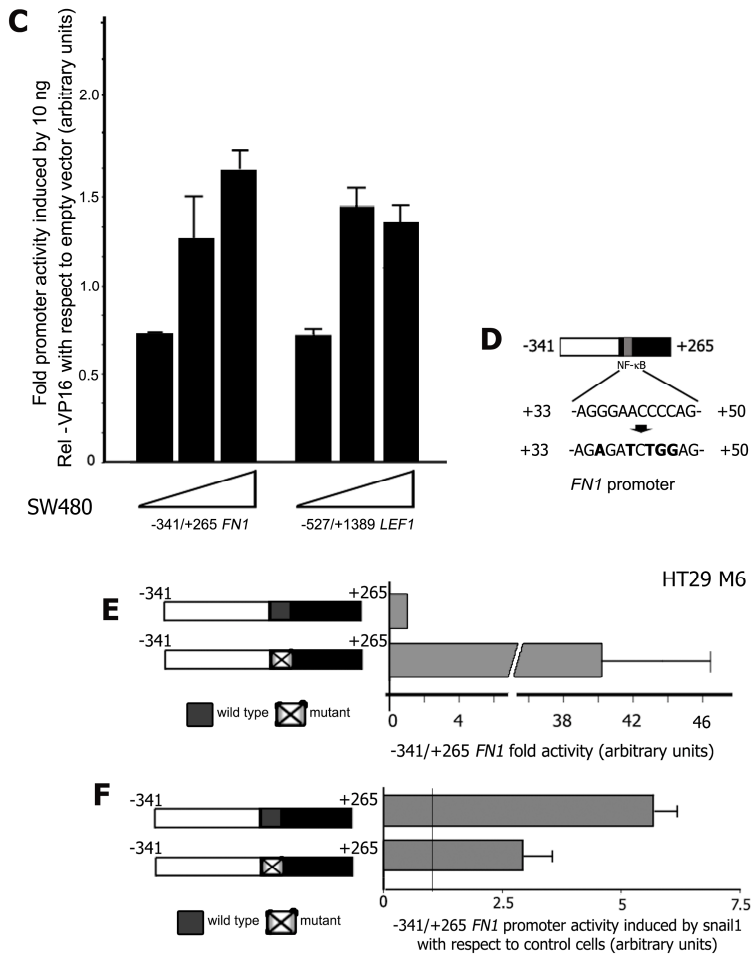 C
Fold promoter activity induced by 10 ng
Rel - VP16 with respect to empty vector (arbitrary units)
2.0
1.5
1.0
0.5
0
SW480
-341/+265 FN1
-527/+1389 LEF1
D
-341
+265
NF-κB
+33 -AGGGAACCCCAG- +50
+33 -AGAGATCTGGAG- +50
FN1 promoter
HT29 M6
E
-341 +265
-341 +265
wild type
mutant
0 4 38 42 46
-341/+265 FN1 fold activity (arbitrary units)
F
-341 +265
-341 +265
wild type
mutant
0 2.5 5 7.5
-341/+265 FN1 promoter activity induced by snail1
with respect to control cells (arbitrary units)